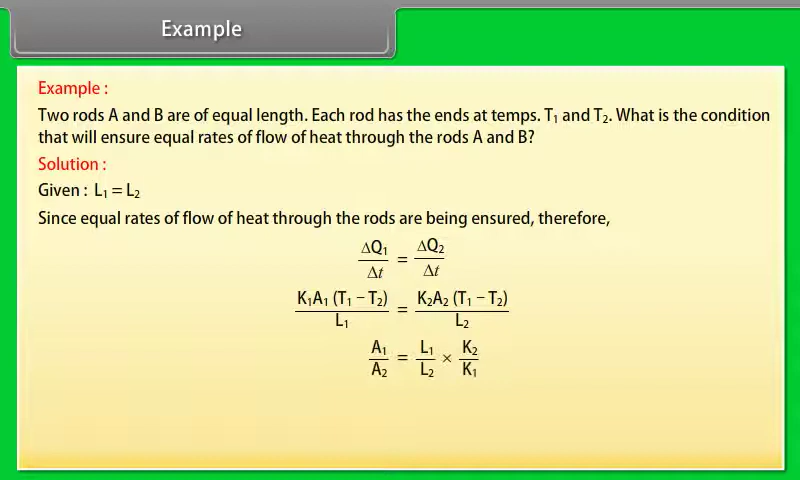 Example
Example :
Two rods A and B are of equal length. Each rod has the ends at temps. T₁ and T₂. What is the condition
that will ensure equal rates of flow of heat through the rods A and B?
Solution :
Given : L₁ = L₂
Since equal rates of flow of heat through the rods are being ensured, therefore,
ΔQ₁/Δt = ΔQ₂/Δt
K₁A₁ (T₁ − T₂)/L₁ = K₂A₂ (T₁ − T₂)/L₂
A₁/A₂ = L₁/L₂ × K₂/K₁